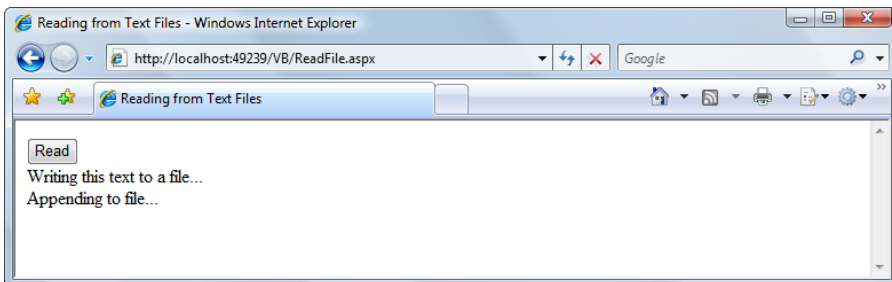 Reading from Text Files - Windows Internet Explorer
http://localhost:49239/VB/ReadFile.aspx
Google
Reading from Text Files
Read
Writing this text to a file...
Appending to file...